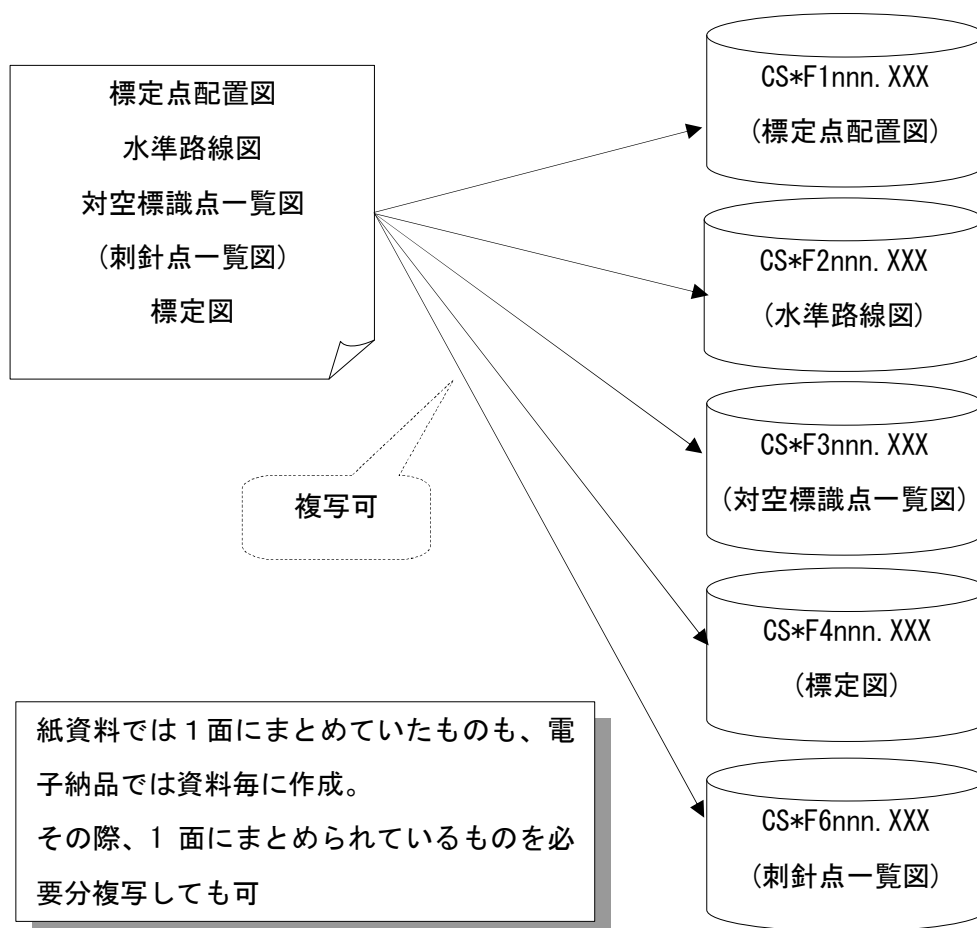 標定点配置図
水準路線図
対空標識点一覧図
(刺針点一覧図)
標定図
複写可
紙資料では１面にまとめていたものも、電
子納品では資料毎に作成。
その際、1 面にまとめられているものを必
要分複写しても可
CS*F1nnn.XXX
(標定点配置図)
CS*F2nnn.XXX
(水準路線図)
CS*F3nnn.XXX
(対空標識点一覧図)
CS*F4nnn.XXX
(標定図)
CS*F6nnn.XXX
(刺針点一覧図)